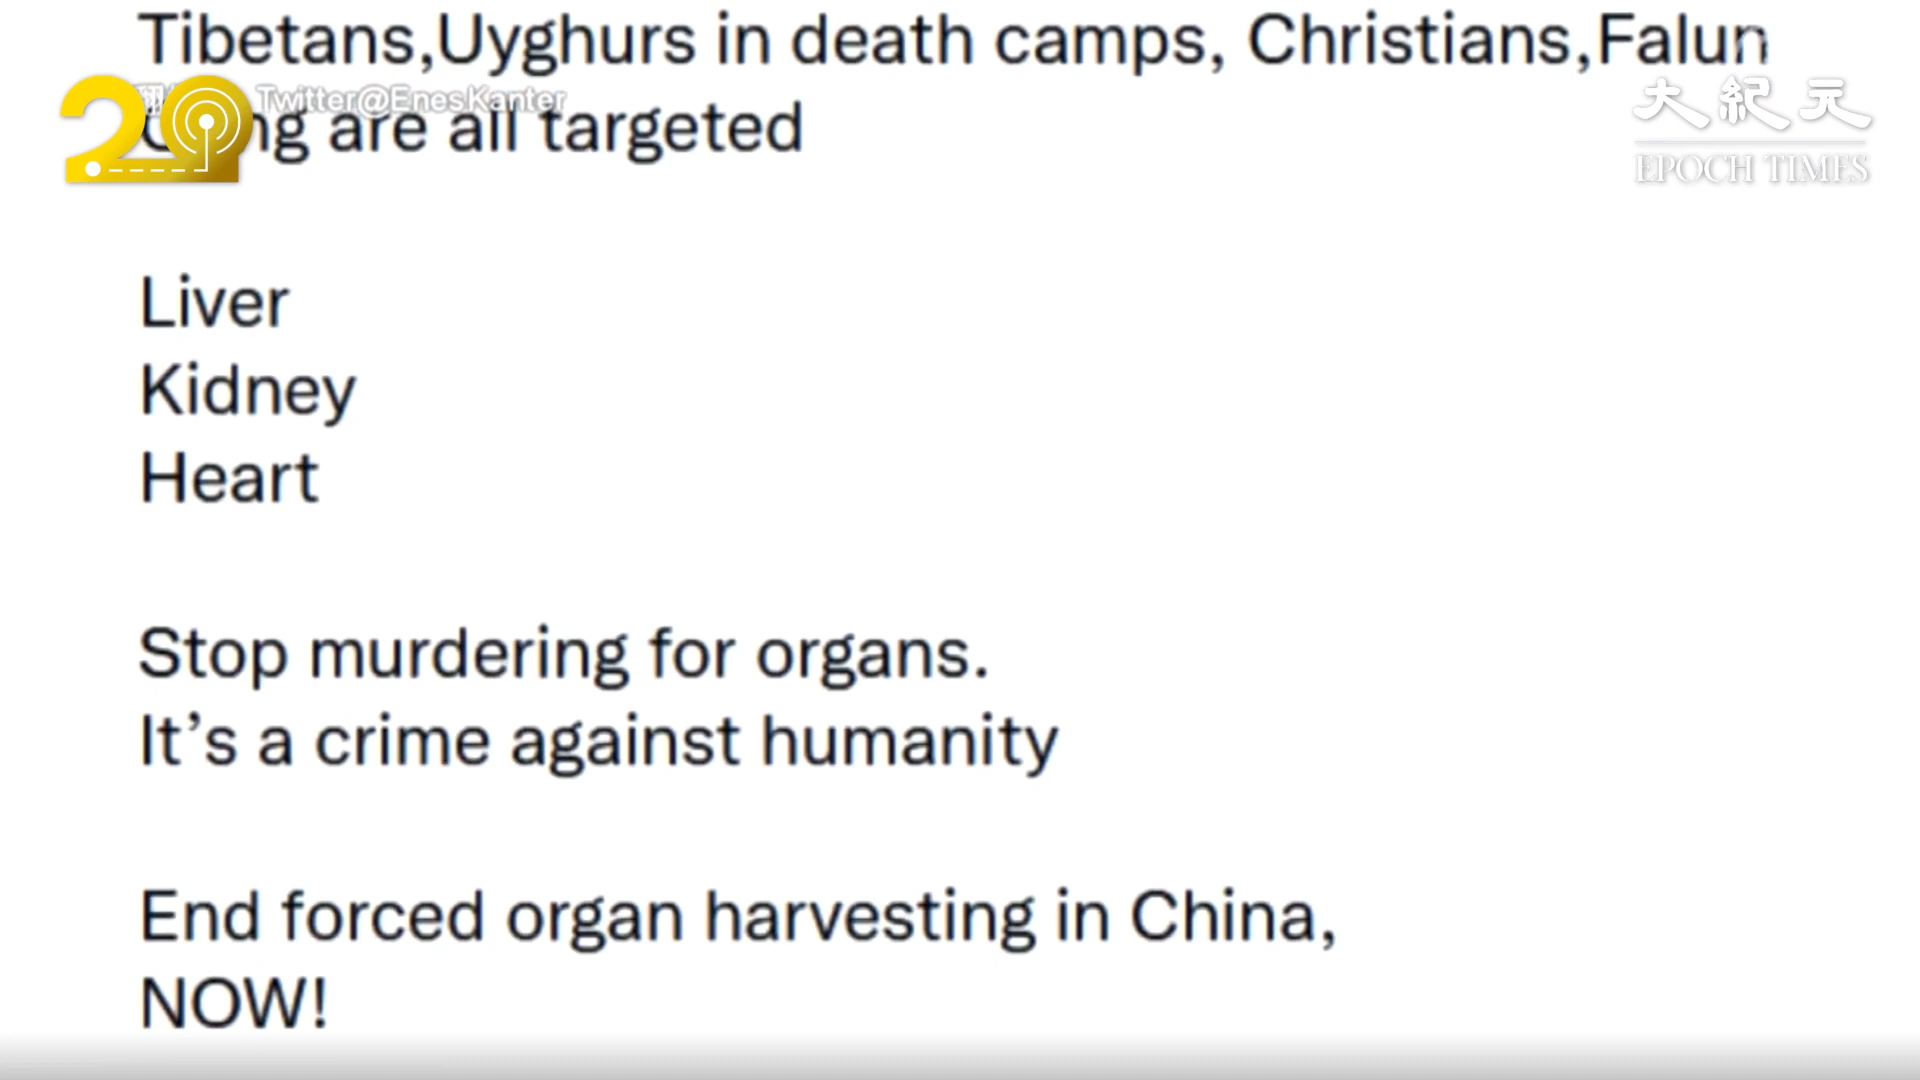 Tibetans,Uyghurs in death camps, Christians,Falun
Twitter@EnesKanter
are all targeted
20
大紀元
EPOCH TIMES
Liver
Kidney
Heart
Stop murdering for organs.
It’s a crime against humanity
End forced organ harvesting in China,
NOW!